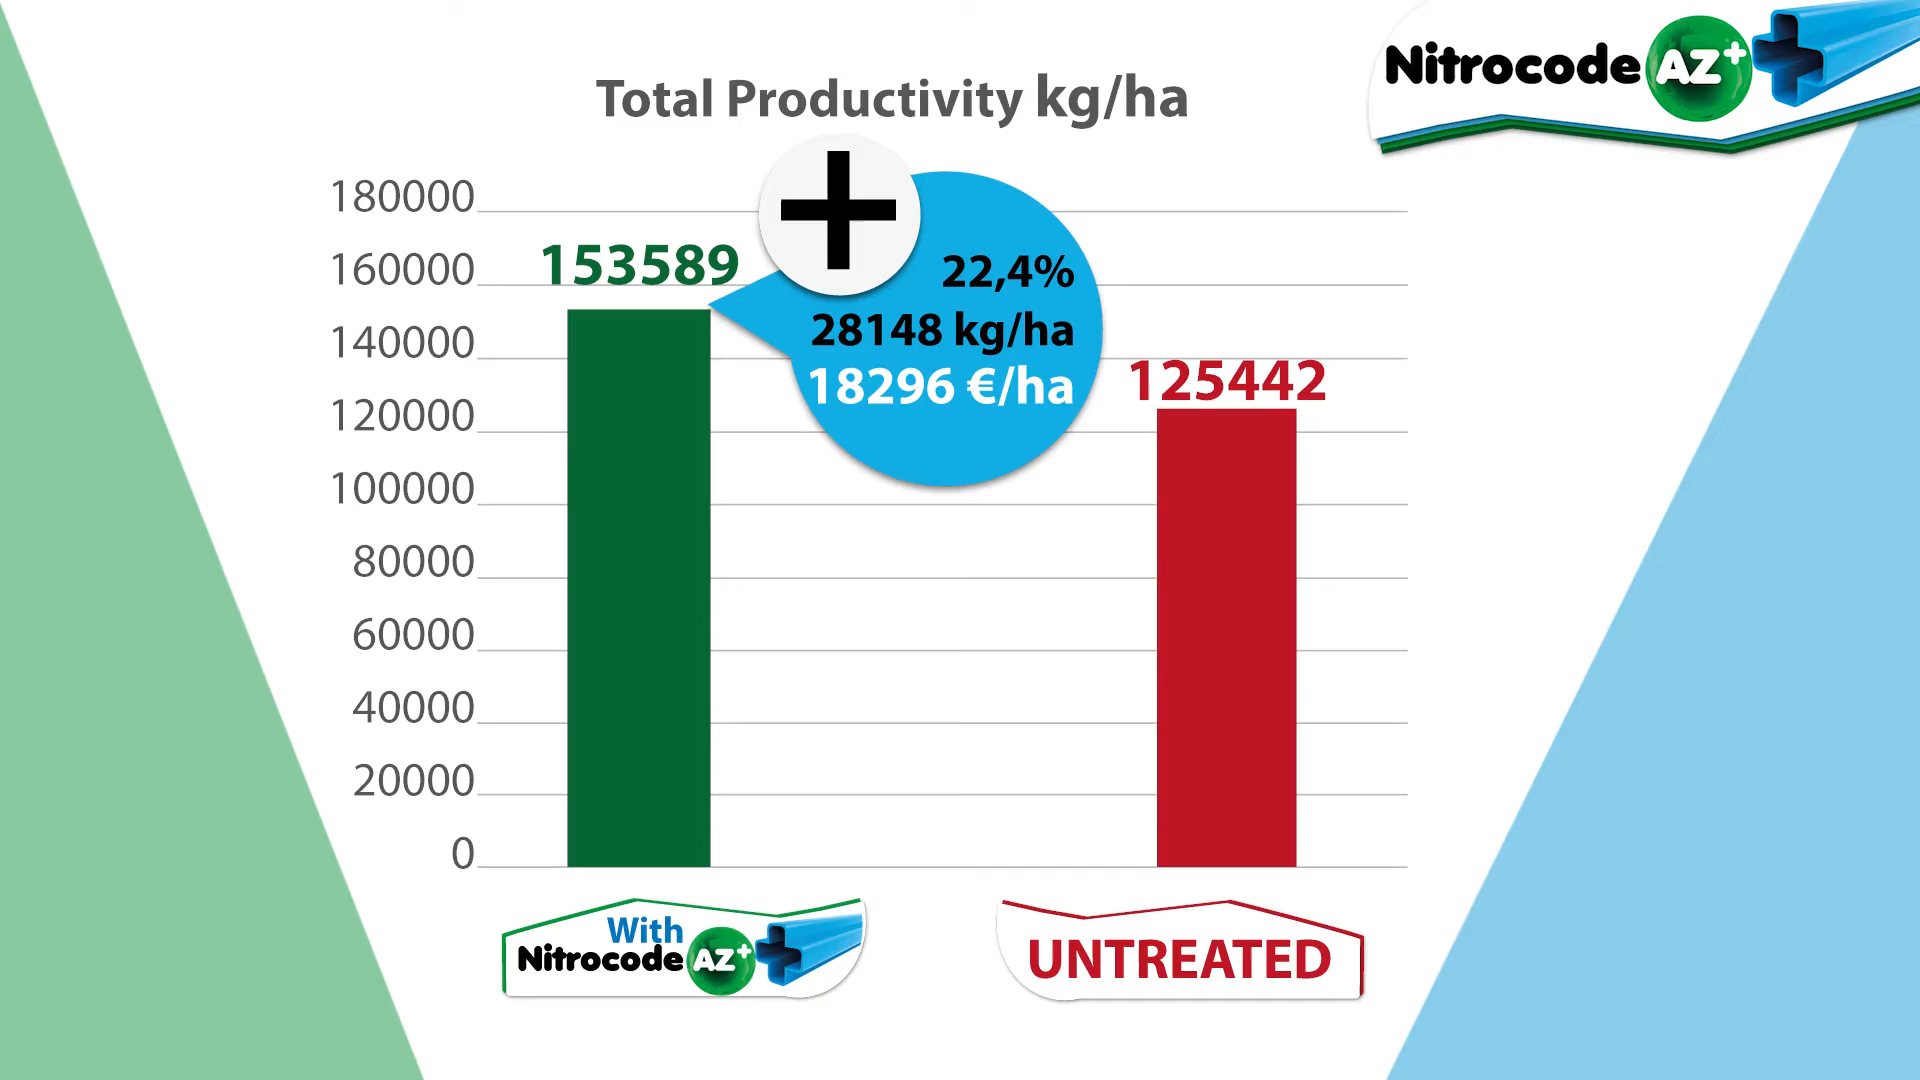 Nitrocode AZ+
Total Productivity kg/ha
180000
160000
140000
120000
100000
80000
60000
40000
20000
0
153589
+
22,4%
28148 kg/ha
18296 €/ha
125442
With
Nitrocode AZ+
UNTREATED